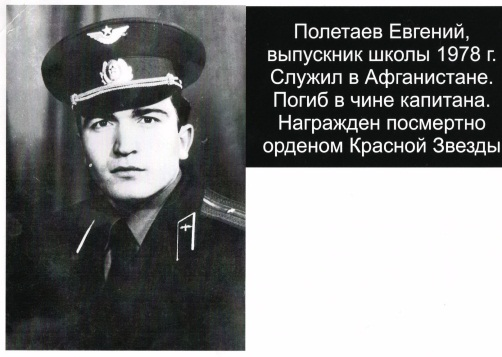 Полетаев Евгений,
выпускник школы 1978 г.
Служил в Афганистане.
Погиб в чине капитана.
Награжден посмертно
орденом Красной Звезды